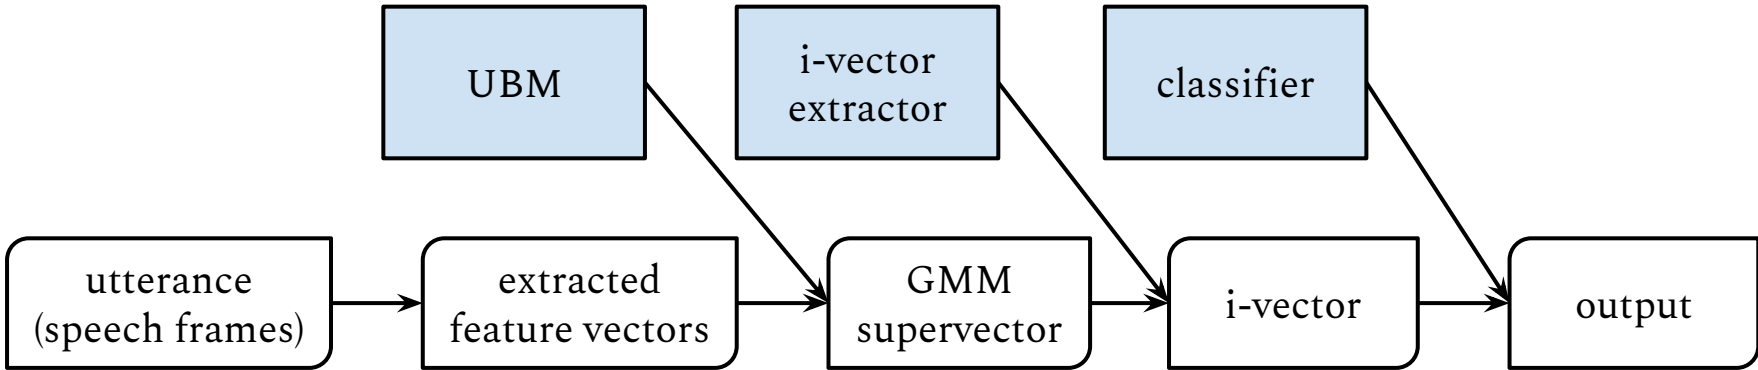 UBM
i-vector
extractor
classifier
utterance
(speech frames)
extracted
feature vectors
GMM
supervector
i-vector
output